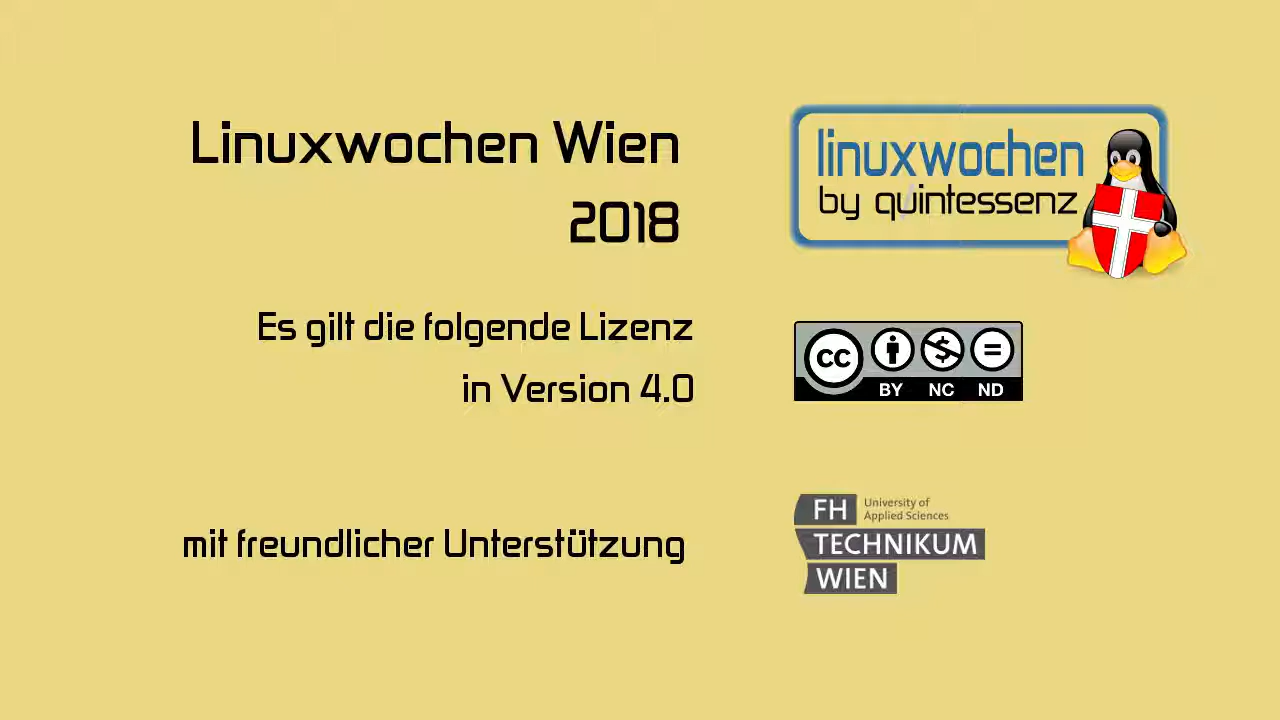 Linuxwochen Wien
2018
linuxwochen
by quintessenz
Es gilt die folgende Lizenz
in Version 4.0
cc
BY NC ND
mit freundlicher Unterstützung
FH University of
Applied Sciences
TECHNIKUM
WIEN